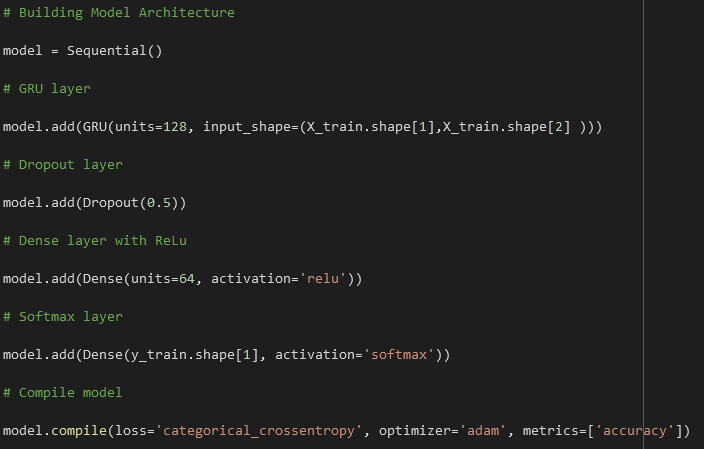 # Building Model Architecture
model = Sequential()
# GRU layer
model.add(GRU(units=128, input_shape=(X_train.shape[1],X_train.shape[2] )))
# Dropout layer
model.add(Dropout(0.5))
# Dense layer with ReLu
model.add(Dense(units=64, activation='relu'))
# Softmax layer
model.add(Dense(y_train.shape[1], activation='softmax'))
# Compile model
model.compile(loss='categorical_crossentropy', optimizer='adam', metrics=['accuracy'])